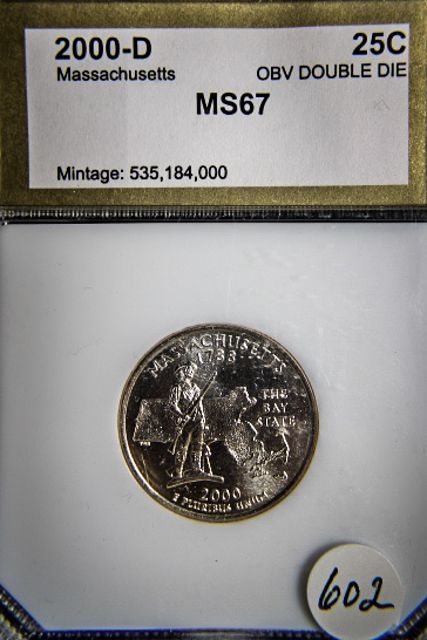 2000-D 25C
Massachusetts OBV DOUBLE DIE
MS67
Mintage: 535,184,000
MASSACHUSETTS
1788
THE
BAY
STATE
2000
E PLURIBUS UNUM
602